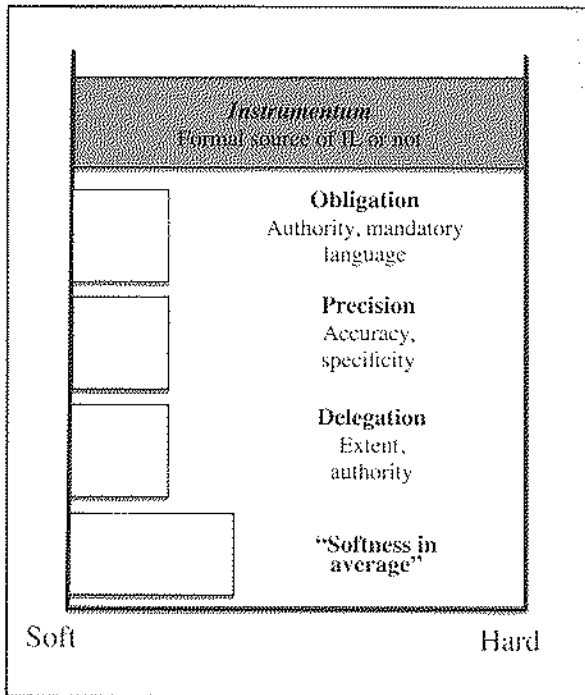 Instrumentum
Formal source of IL or not
Obligation
Authority, mandatory
language
Precision
Accuracy,
specificity
Delegation
Extent,
authority
“Softness in
average”
Soft
Hard